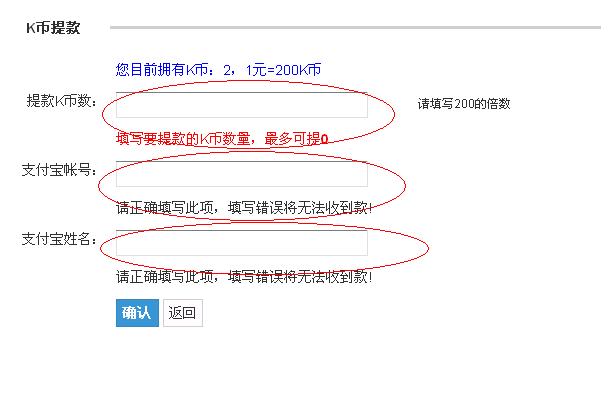 K币提款
您目前拥有K币：2，1元=200K币
提款K币数： 请填写200的倍数
填写要提款的K币数量，最多可提0
支付宝帐号：
请正确填写此项，填写错误将无法收到款!
支付宝姓名：
请正确填写此项，填写错误将无法收到款!
确认 返回